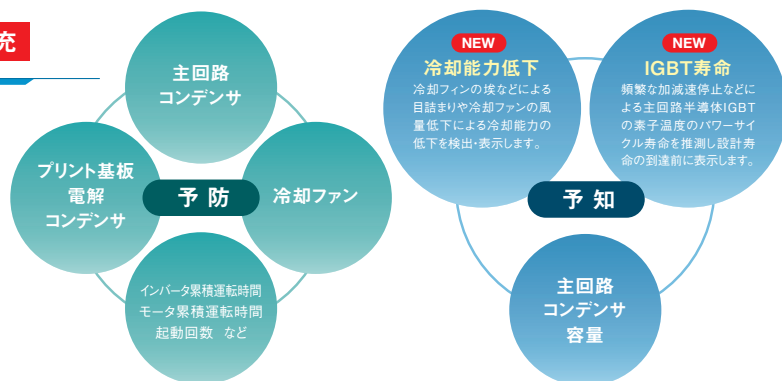 充
主回路
コンデンサ
プリント基板
電解
コンデンサ
予防
冷却ファン
インバータ累積運転時間
モータ累積運転時間
起動回数 など
NEW
冷却能力低下
冷却フィンの埃などによる
目詰まりや冷却ファンの風
量低下による冷却能力の
低下を検出・表示します。
NEW
IGBT寿命
頻繁な加減速停止などに
よる主回路半導体IGBT
の素子温度のパワーサイ
クル寿命を推測し設計寿
命の到達前に表示します。
予知
主回路
コンデンサ
容量